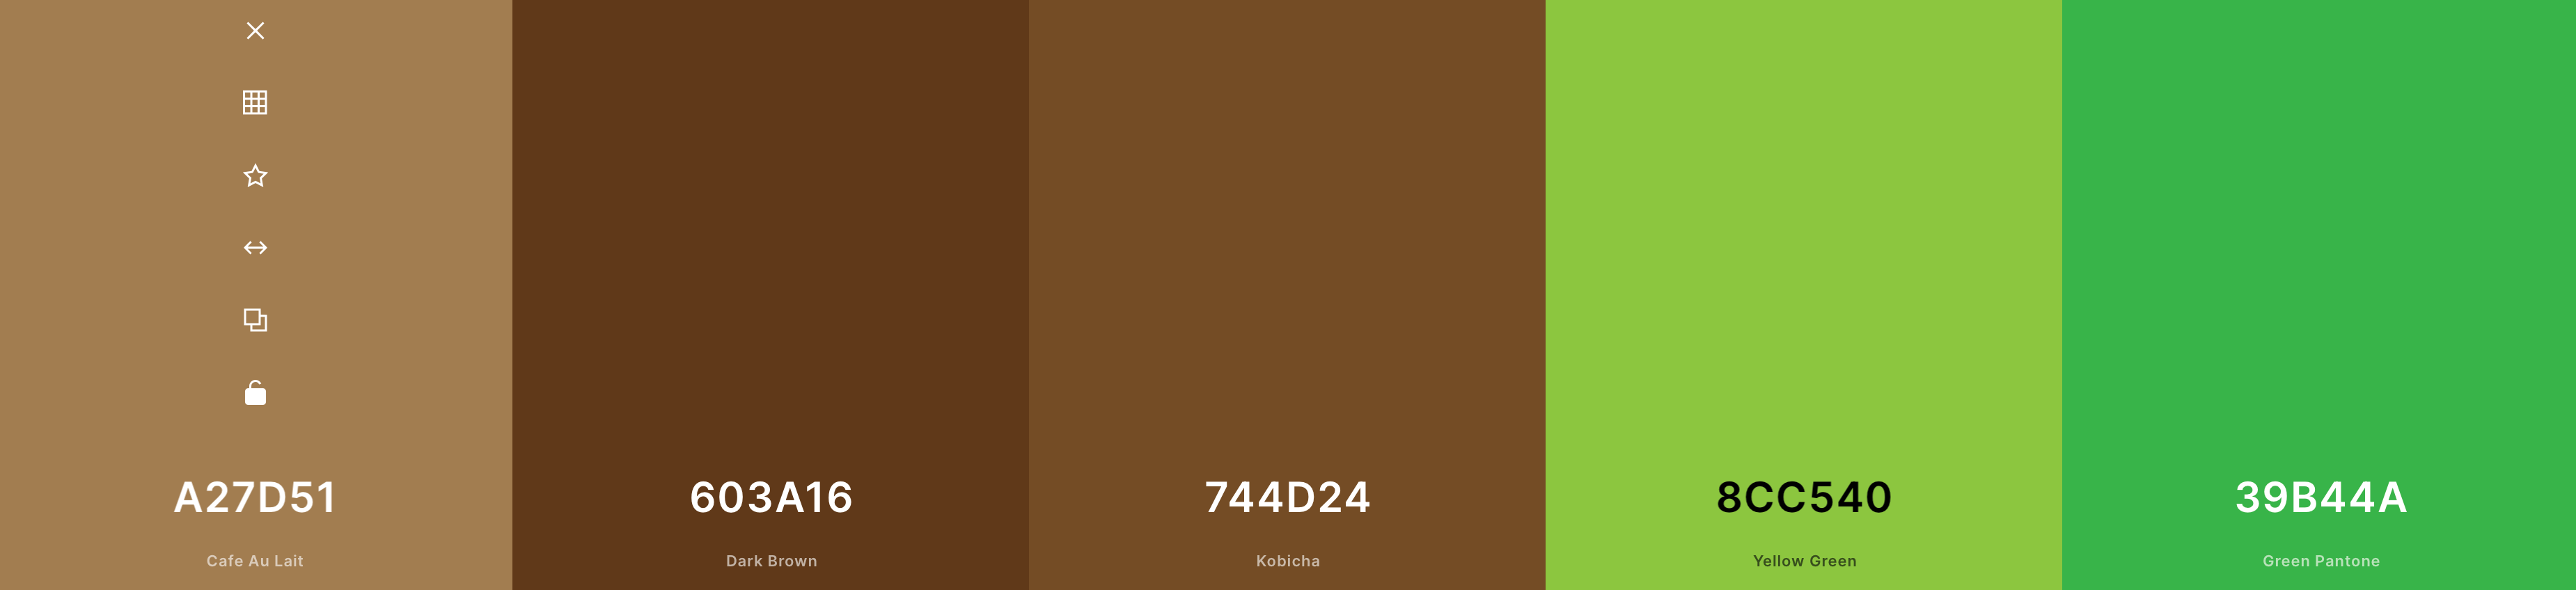 A27D51
Cafe Au Lait
603A16
Dark Brown
744D24
Kobicha
8CC540
Yellow Green
39B44A
Green Pantone